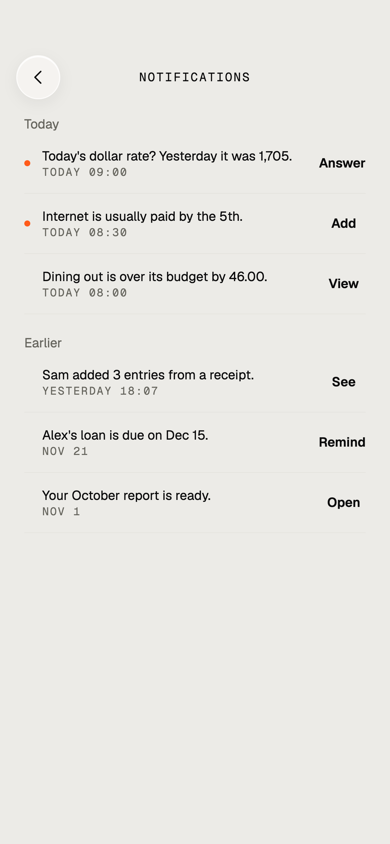 NOTIFICATIONS
Today
Today's dollar rate? Yesterday it was 1,705.
Answer
TODAY 09:00
Internet is usually paid by the 5th.
Add
TODAY 08:30
Dining out is over its budget by 46.00.
View
TODAY 08:00
Earlier
Sam added 3 entries from a receipt.
See
YESTERDAY 18:07
Alex's loan is due on Dec 15.
Remind
NOV 21
Your October report is ready.
Open
NOV 1